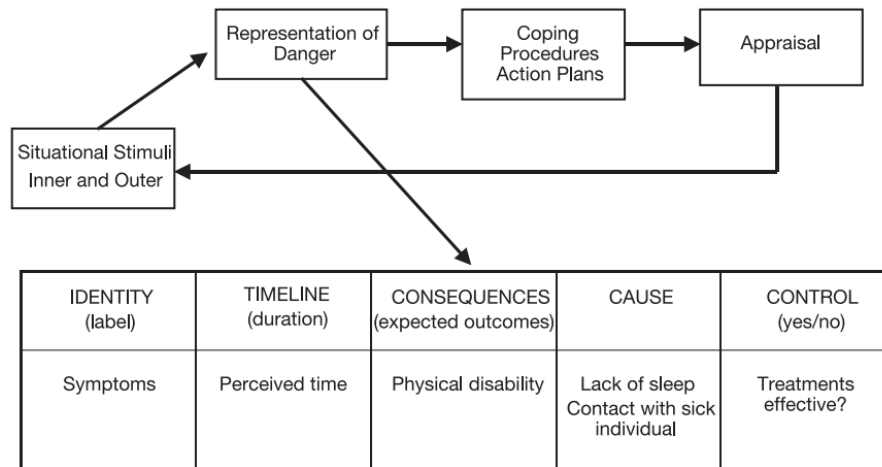 Representation of
Danger
Coping
Procedures
Action Plans
Appraisal
Situational Stimuli
Inner and Outer
IDENTITY
(label)
TIMELINE
(duration)
CONSEQUENCES
(expected outcomes)
CAUSE
CONTROL
(yes/no)
Symptoms
Perceived time
Physical disability
Lack of sleep
Contact with sick
individual
Treatments
effective?